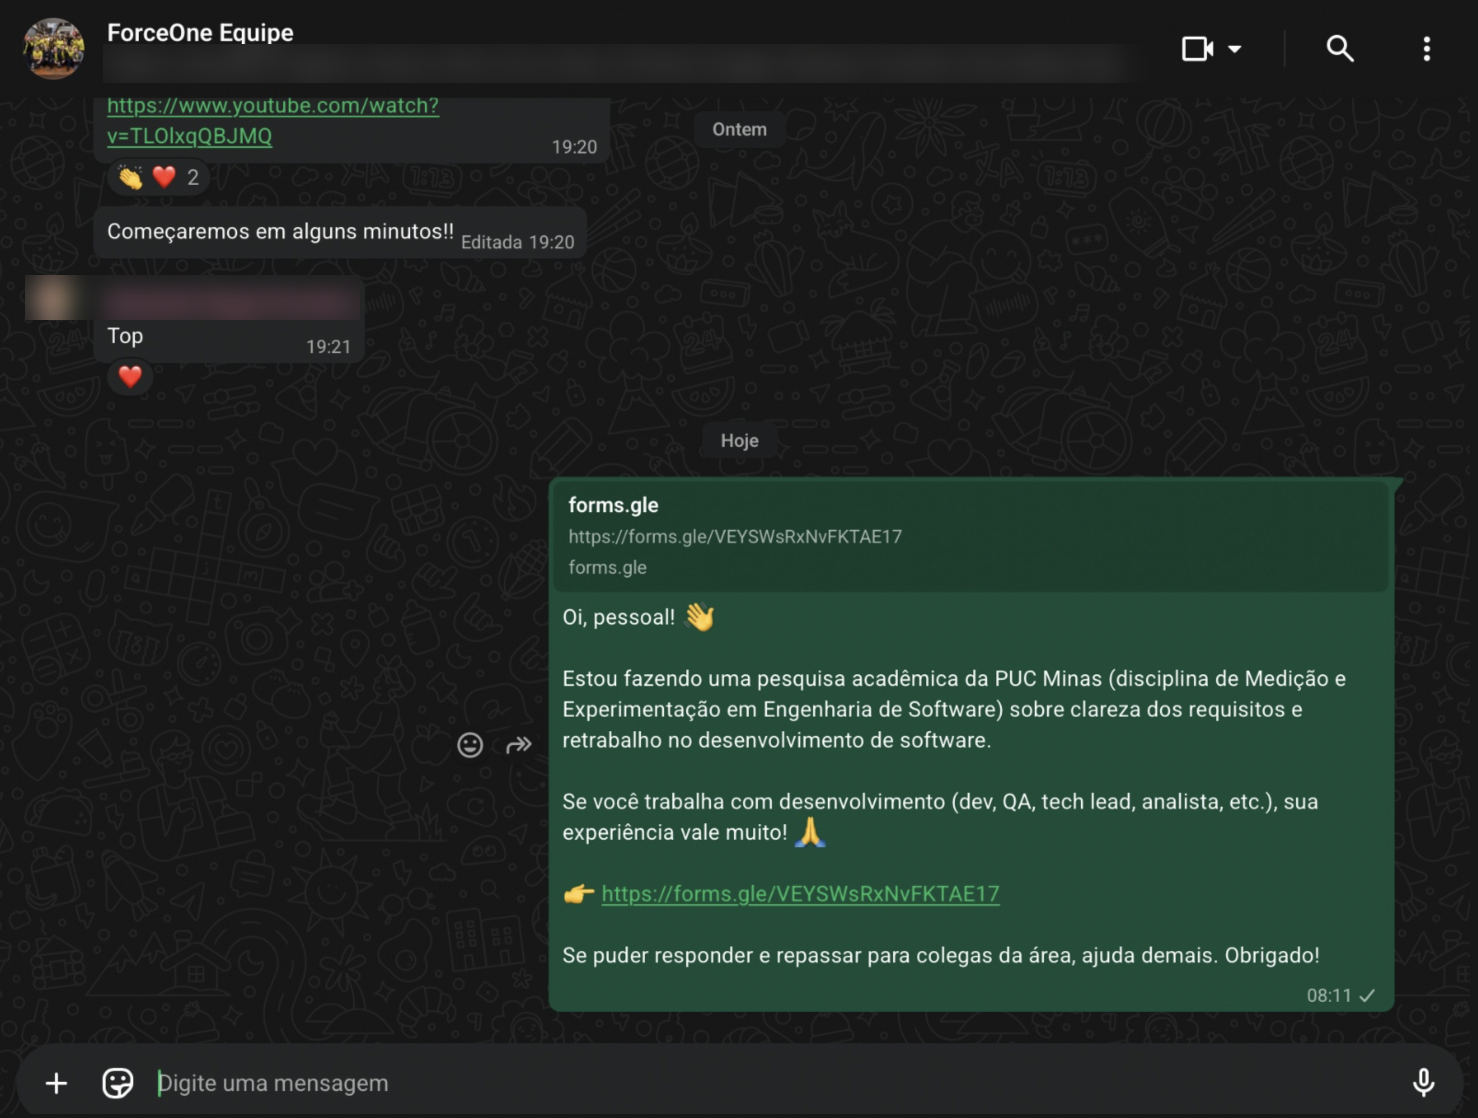 ForceOne Equipe
https://www.youtube.com/watch?
v=TLOlxqQBJMQ
19:20
Ontem
2
Começaremos em alguns minutos!! Editada 19:20
Top
19:21
Hoje
forms.gle
https://forms.gle/VEYSWsRxNvFKTAE17
forms.gle
Oi, pessoal! 👋
Estou fazendo uma pesquisa acadêmica da PUC Minas (disciplina de Medição e
Experimentação em Engenharia de Software) sobre clareza dos requisitos e
retrabalho no desenvolvimento de software.
Se você trabalha com desenvolvimento (dev, QA, tech lead, analista, etc.), sua
experiência vale muito! 🙏
👉 https://forms.gle/VEYSWsRxNvFKTAE17
Se puder responder e repassar para colegas da área, ajuda demais. Obrigado!
08:11
Digite uma mensagem